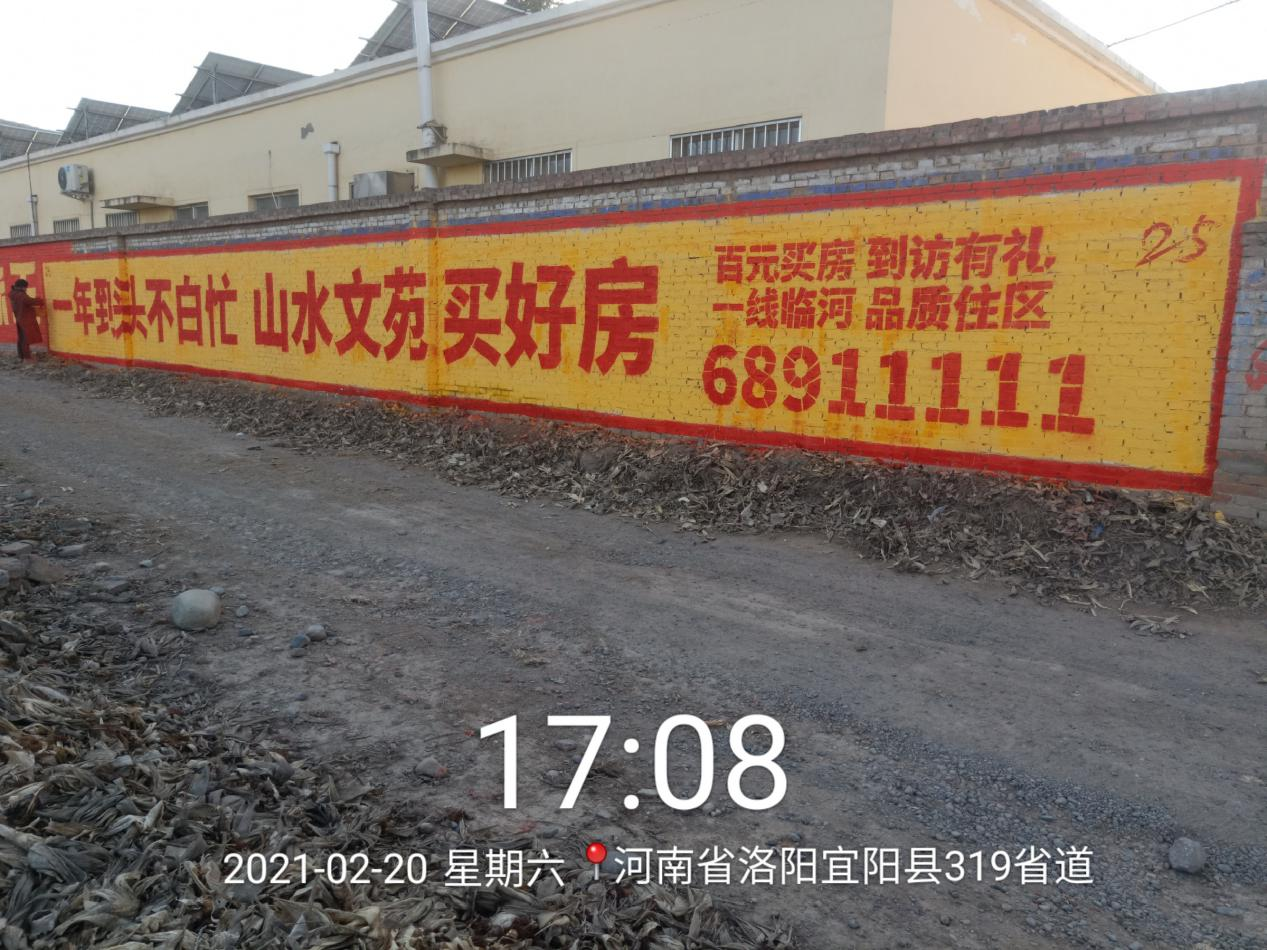 一年到头不白忙 山水文苑 买好房
百元买房 到访有礼
一线临河 品质住区
68911111
25
17:08
2021-02-20 星期六 河南省洛阳宜阳县319省道